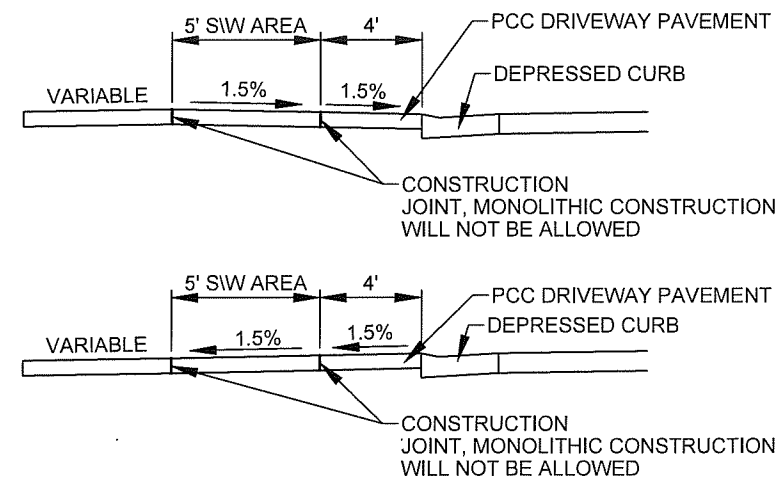 5' S\W AREA
4'
PCC DRIVEWAY PAVEMENT
DEPRESSED CURB
VARIABLE
1.5%
1.5%
CONSTRUCTION
JOINT, MONOLITHIC CONSTRUCTION
WILL NOT BE ALLOWED
5' S\W AREA
4'
PCC DRIVEWAY PAVEMENT
DEPRESSED CURB
VARIABLE
1.5%
1.5%
CONSTRUCTION
JOINT, MONOLITHIC CONSTRUCTION
WILL NOT BE ALLOWED